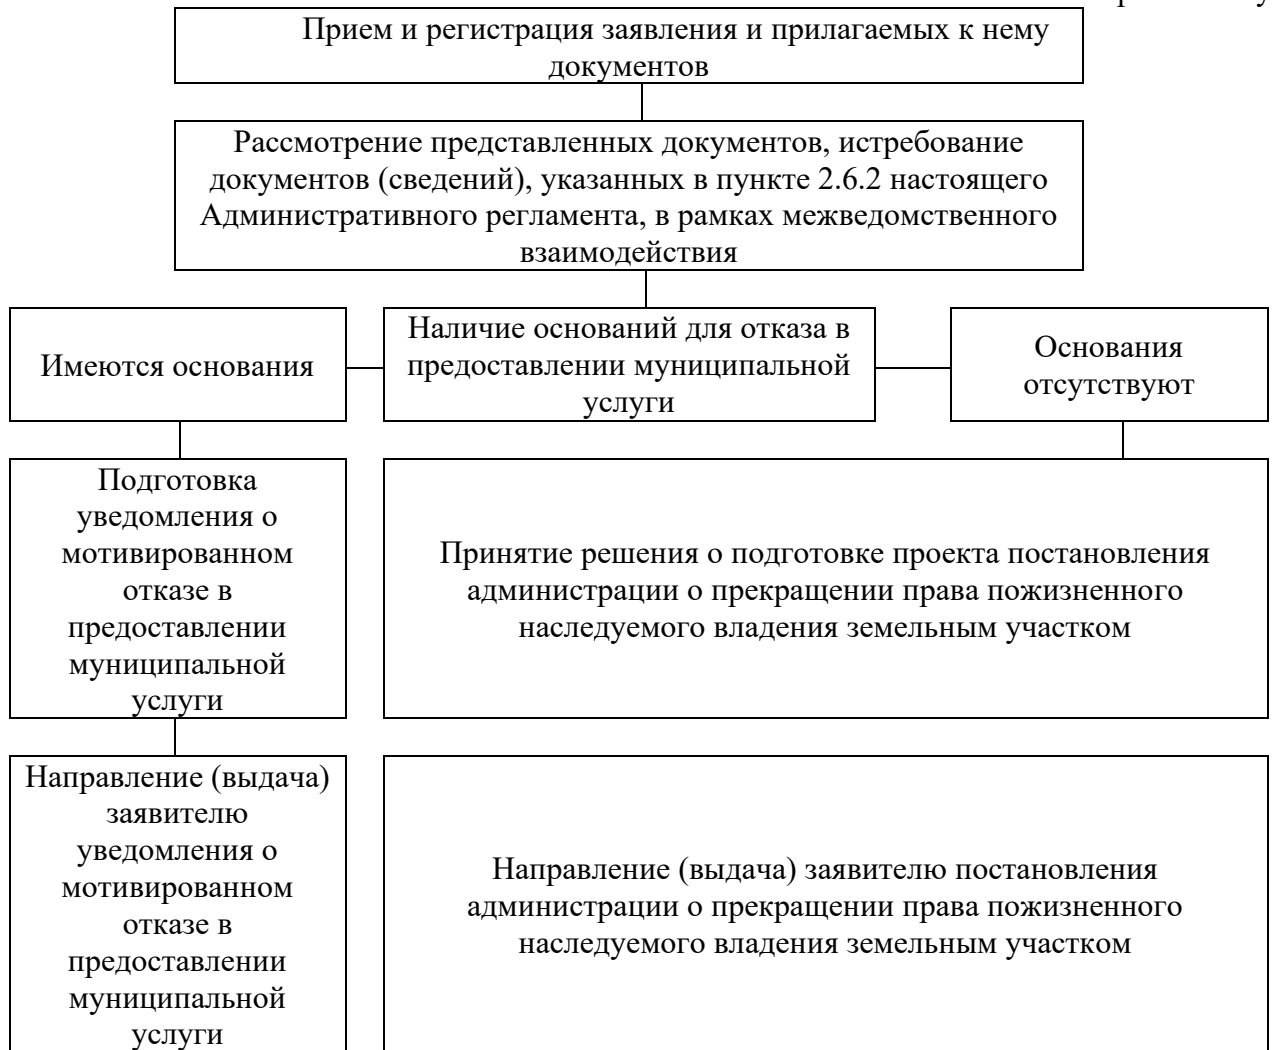 Прием и регистрация заявления и прилагаемых к нему
документов
Рассмотрение представленных документов, истребование
документов (сведений), указанных в пункте 2.6.2 настоящего
Административного регламента, в рамках межведомственного
взаимодействия
Имеются основания
Наличие оснований для отказа в
предоставлении муниципальной
услуги
Основания
отсутствуют
Подготовка
уведомления о
мотивированном
отказе в
предоставлении
муниципальной
услуги
Принятие решения о подготовке проекта постановления
администрации о прекращении права пожизненного
наследуемого владения земельным участком
Направление (выдача)
заявителю
уведомления о
мотивированном
отказе в
предоставлении
муниципальной
услуги
Направление (выдача) заявителю постановления
администрации о прекращении права пожизненного
наследуемого владения земельным участком